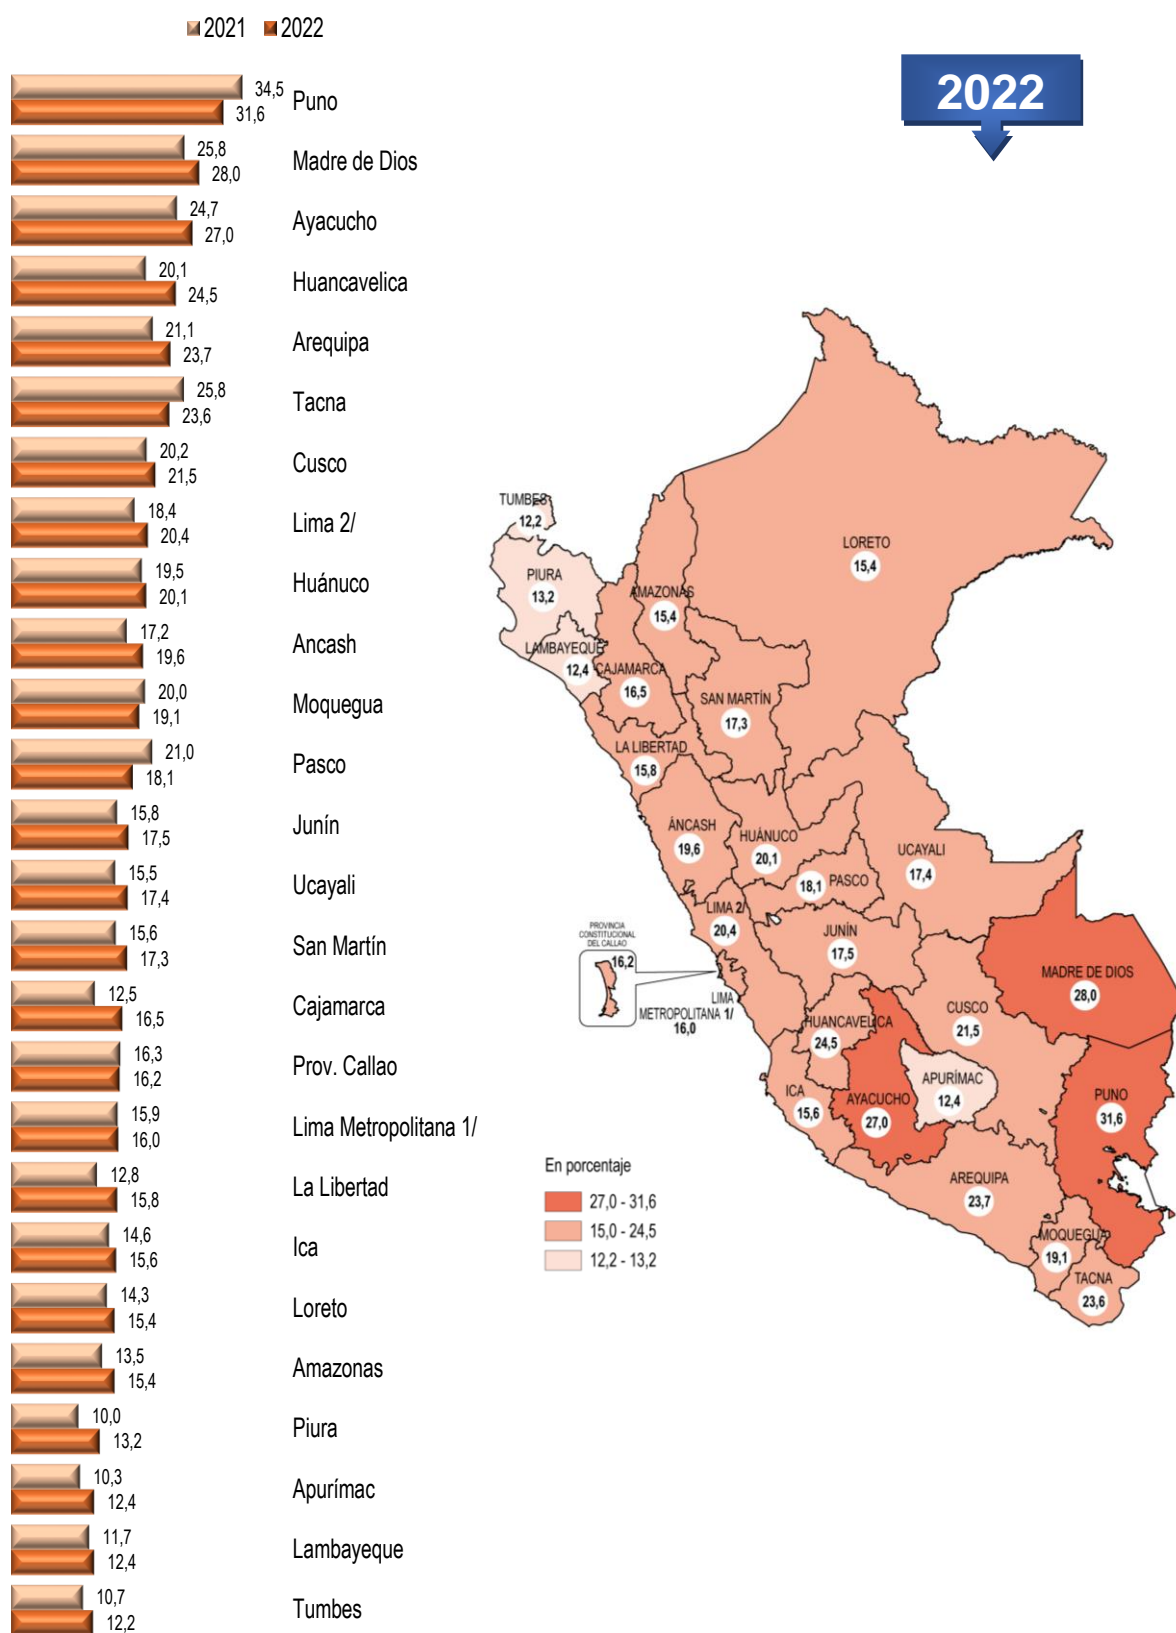 2021 2022
2022
34,5
31,6
Puno
25,8
28,0
Madre de Dios
24,7
27,0
Ayacucho
20,1
24,5
Huancavelica
21,1
23,7
Arequipa
25,8
23,6
Tacna
20,2
21,5
Cusco
18,4
20,4
Lima 2/
19,5
20,1
Huánuco
17,2
19,6
Ancash
20,0
19,1
Moquegua
21,0
18,1
Pasco
15,8
17,5
Junín
15,5
17,4
Ucayali
15,6
17,3
San Martín
12,5
16,5
Cajamarca
16,3
16,2
Prov. Callao
15,9
16,0
Lima Metropolitana 1/
12,8
15,8
La Libertad
14,6
15,6
Ica
14,3
15,4
Loreto
13,5
15,4
Amazonas
10,0
13,2
Piura
10,3
12,4
Apurímac
11,7
12,4
Lambayeque
10,7
12,2
Tumbes
TUMBES
12,2
PIURA
13,2
LORETO
15,4
AMAZONAS
15,4
LAMBAYEQUE
12,4
CAJAMARCA
16,5
SAN MARTÍN
17,3
LA LIBERTAD
15,8
ÁNCASH
19,6
HUÁNUCO
20,1
UCAYALI
17,4
18,1 PASCO
LIMA 2/
20,4
JUNÍN
17,5
PROVINCIA
CONSTITUCIONAL
DEL CALLAO
16,2
LIMA
METROPOLITANA 1/
16,0
MADRE DE DIOS
28,0
CUSCO
21,5
HUANCAVELICA
24,5
APURÍMAC
12,4
ICA
15,6
AYACUCHO
27,0
PUNO
31,6
AREQUIPA
23,7
MOQUEGUA
19,1
TACNA
23,6
En porcentaje
27,0 - 31,6
15,0 - 24,5
12,2 - 13,2